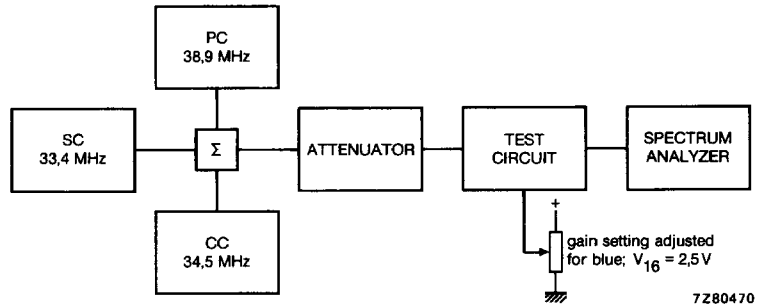 PC
38,9 MHz
SC
33,4 MHz
Σ
ATTENUATOR
TEST
CIRCUIT
SPECTRUM
ANALYZER
CC
34,5 MHz
+
gain setting adjusted
for blue; V16 = 2,5 V
7Z80470